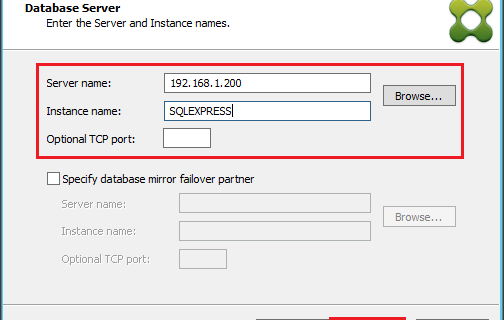 Database Server
Enter the Server and Instance names.
Server name: 192.168.1.200
Browse...
Instance name: SQLEXPRESS
Optional TCP port:
Specify database mirror failover partner
Server name:
Browse...
Instance name:
Optional TCP port: